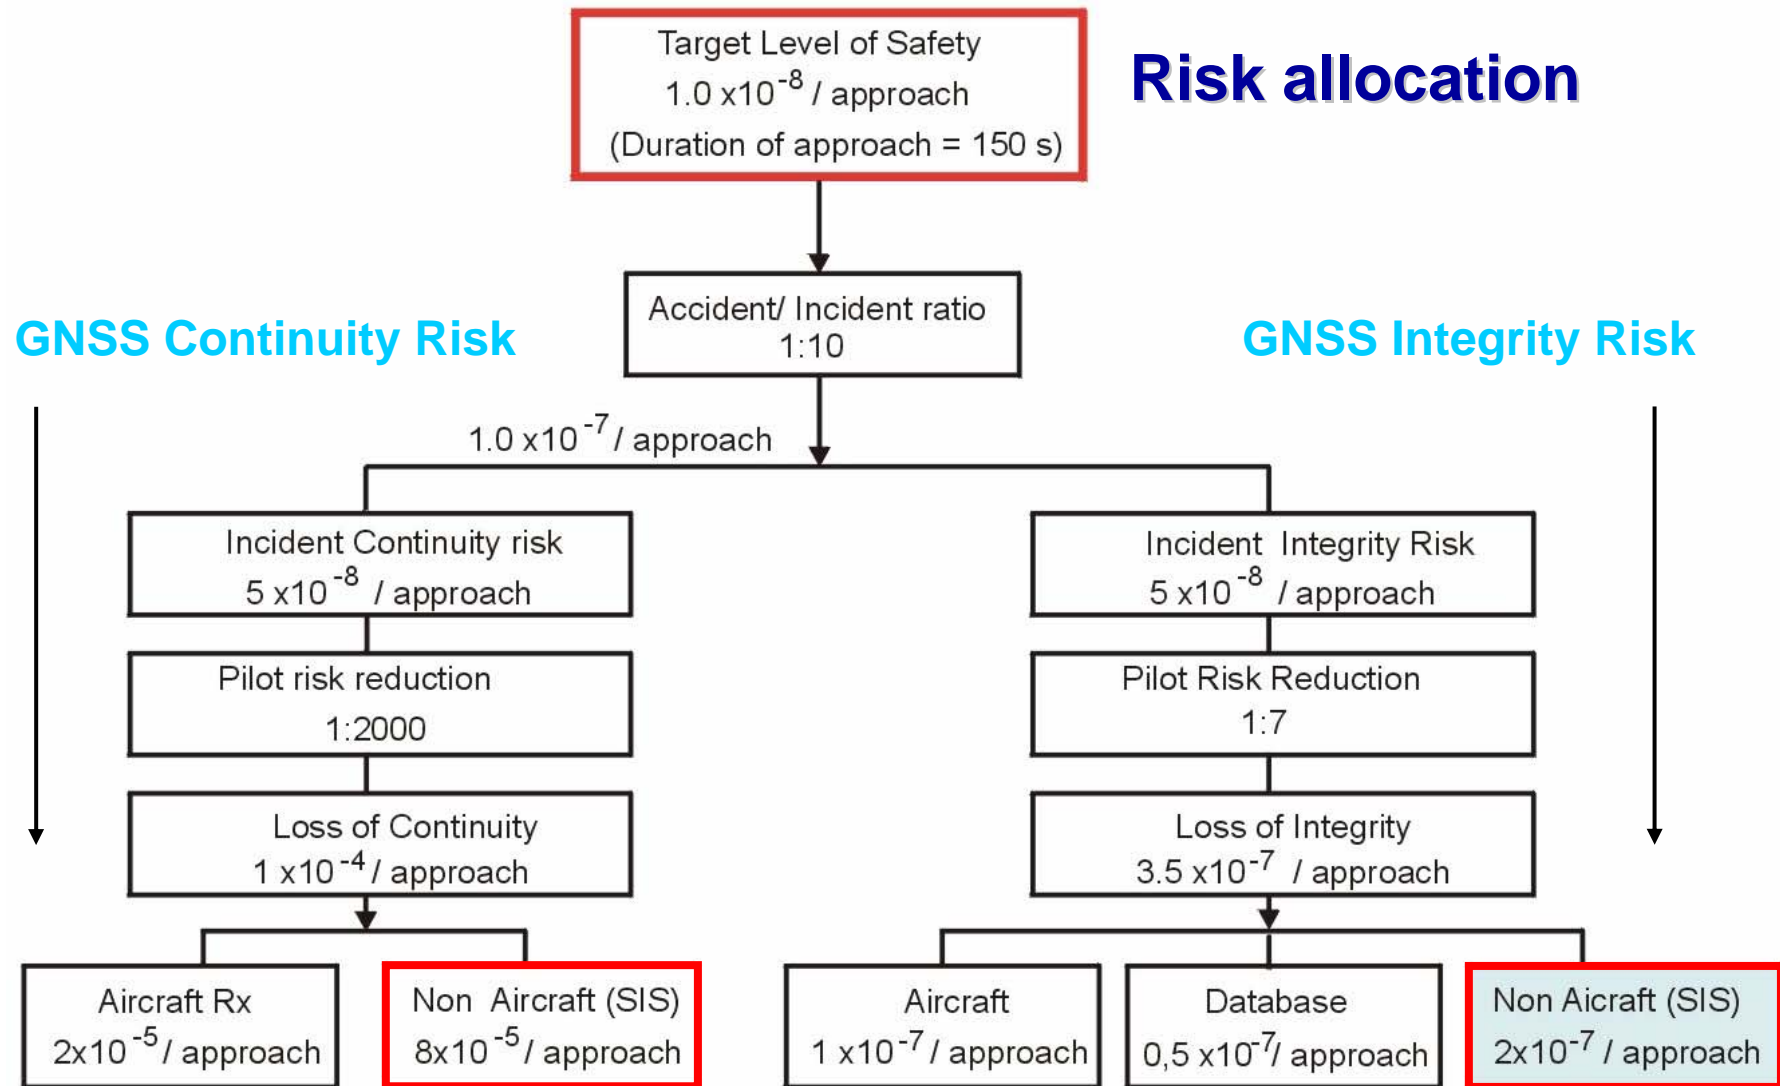 Target Level of Safety
1.0 x10⁻⁸ / approach
(Duration of approach = 150 s)
Risk allocation
Accident/ Incident ratio
1:10
GNSS Continuity Risk
GNSS Integrity Risk
1.0 x10⁻⁷ / approach
Incident Continuity risk
5 x10⁻⁸ / approach
Incident Integrity Risk
5 x10⁻⁸ / approach
Pilot risk reduction
1:2000
Pilot Risk Reduction
1:7
Loss of Continuity
1 x10⁻⁴ / approach
Loss of Integrity
3.5 x10⁻⁷ / approach
Aircraft Rx
2x10⁻⁵ / approach
Non Aircraft (SIS)
8x10⁻⁵ / approach
Aircraft
1 x10⁻⁷ / approach
Database
0,5 x10⁻⁷/ approach
Non Aicraft (SIS)
2x10⁻⁷ / approach